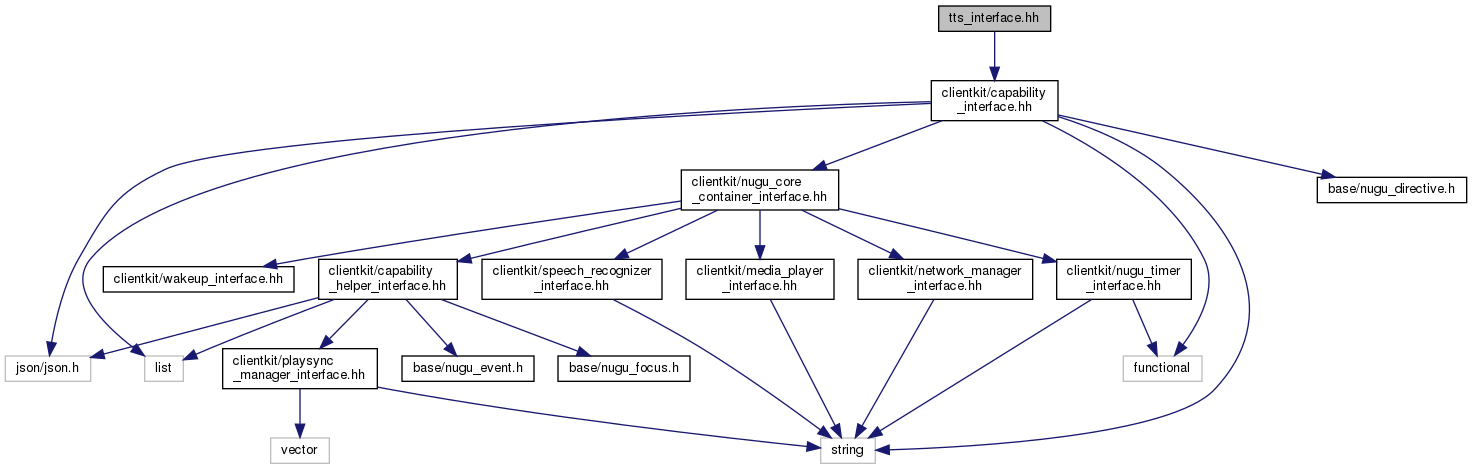 tts_interface.hh
clientkit/capability
_interface.hh
clientkit/nugu_core
_container_interface.hh
base/nugu_directive.h
clientkit/wakeup_interface.hh
clientkit/capability
_helper_interface.hh
clientkit/speech_recognizer
_interface.hh
clientkit/media_player
_interface.hh
clientkit/network_manager
_interface.hh
clientkit/nugu_timer
_interface.hh
json/json.h
list
clientkit/playsync
_manager_interface.hh
base/nugu_event.h
base/nugu_focus.h
functional
vector
string